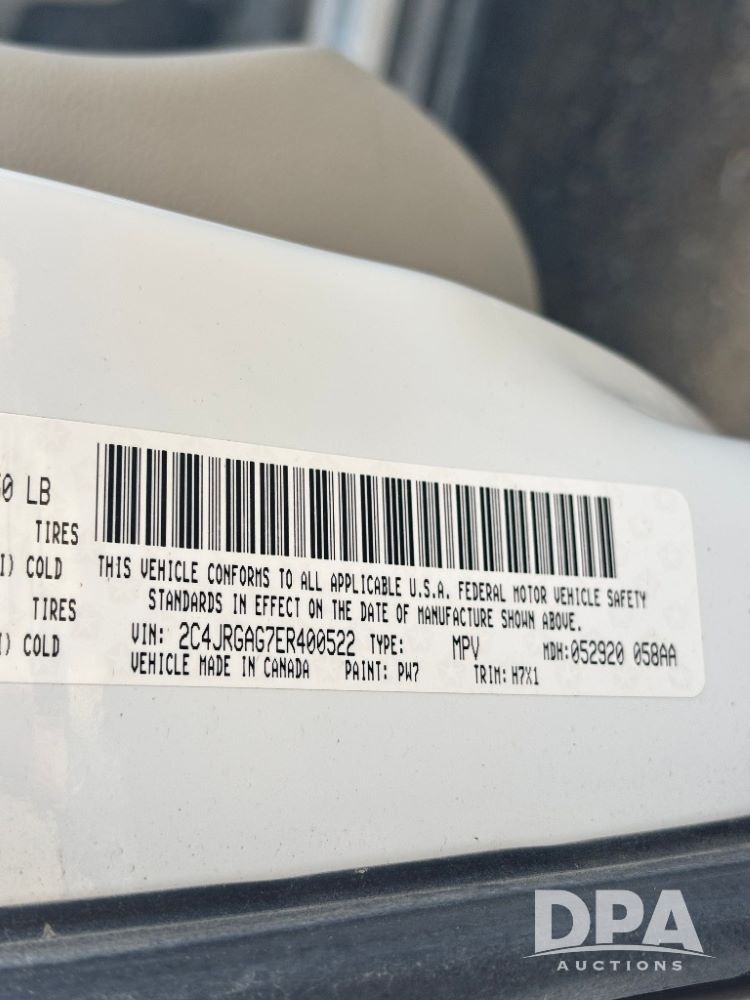 0 LB
TIRES
I) COLD
TIRES
I) COLD
THIS VEHICLE CONFORMS TO ALL APPLICABLE U.S.A. FEDERAL MOTOR VEHICLE SAFETY
STANDARDS IN EFFECT ON THE DATE OF MANUFACTURE SHOWN ABOVE.
VIN: 2C4JRGAG7ER400522 TYPE: MPV MDH:052920 058AA
VEHICLE MADE IN CANADA PAINT: PW7 TRIM: H7X1
DPA
AUCTIONS